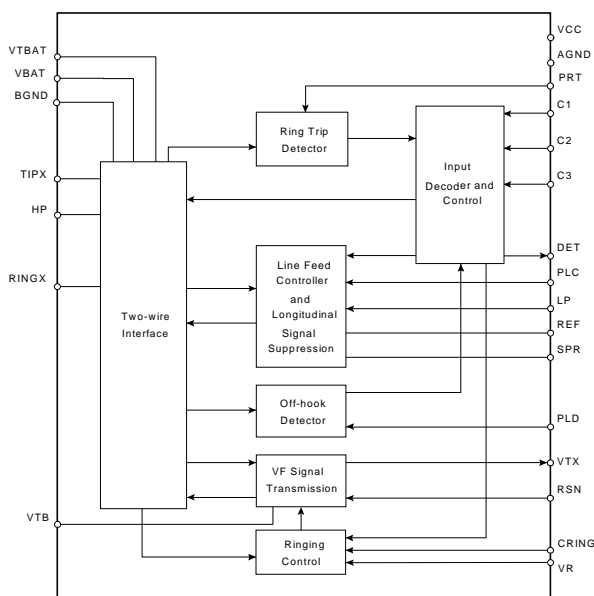 VTBAT
VBAT
BGND
TIPX
HP
RINGX
VTB
Two-wire
Interface
Ring Trip
Detector
Input
Decoder and
Control
Line Feed
Controller
and
Longitudinal
Signal
Suppression
Off-hook
Detector
VF Signal
Transmission
Ringing
Control
VCC
AGND
PRT
C1
C2
C3
DET
PLC
LP
REF
SPR
PLD
VTX
RSN
CRING
VR